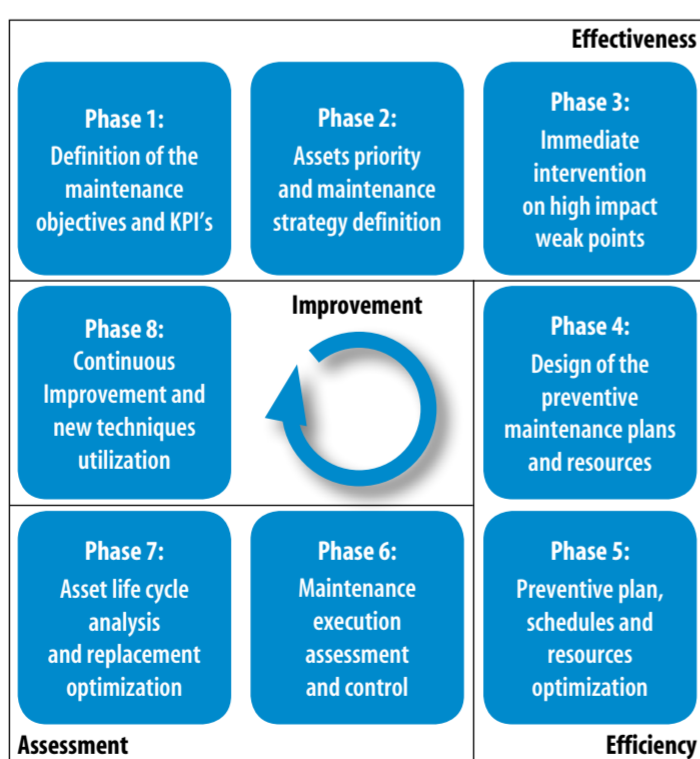 Effectiveness
Phase 1:
Definition of the
maintenance
objectives and KPI's
Phase 2:
Assets priority
and maintenance
strategy definition
Phase 3:
Immediate
intervention
on high impact
weak points
Phase 8:
Continuous
Improvement and
new techniques
utilization
Improvement
Phase 4:
Design of the
preventive
maintenance plans
and resources
Phase 7:
Asset life cycle
analysis
and replacement
optimization
Phase 6:
Maintenance
execution
assessment
and control
Phase 5:
Preventive plan,
schedules and
resources
optimization
Assessment
Efficiency